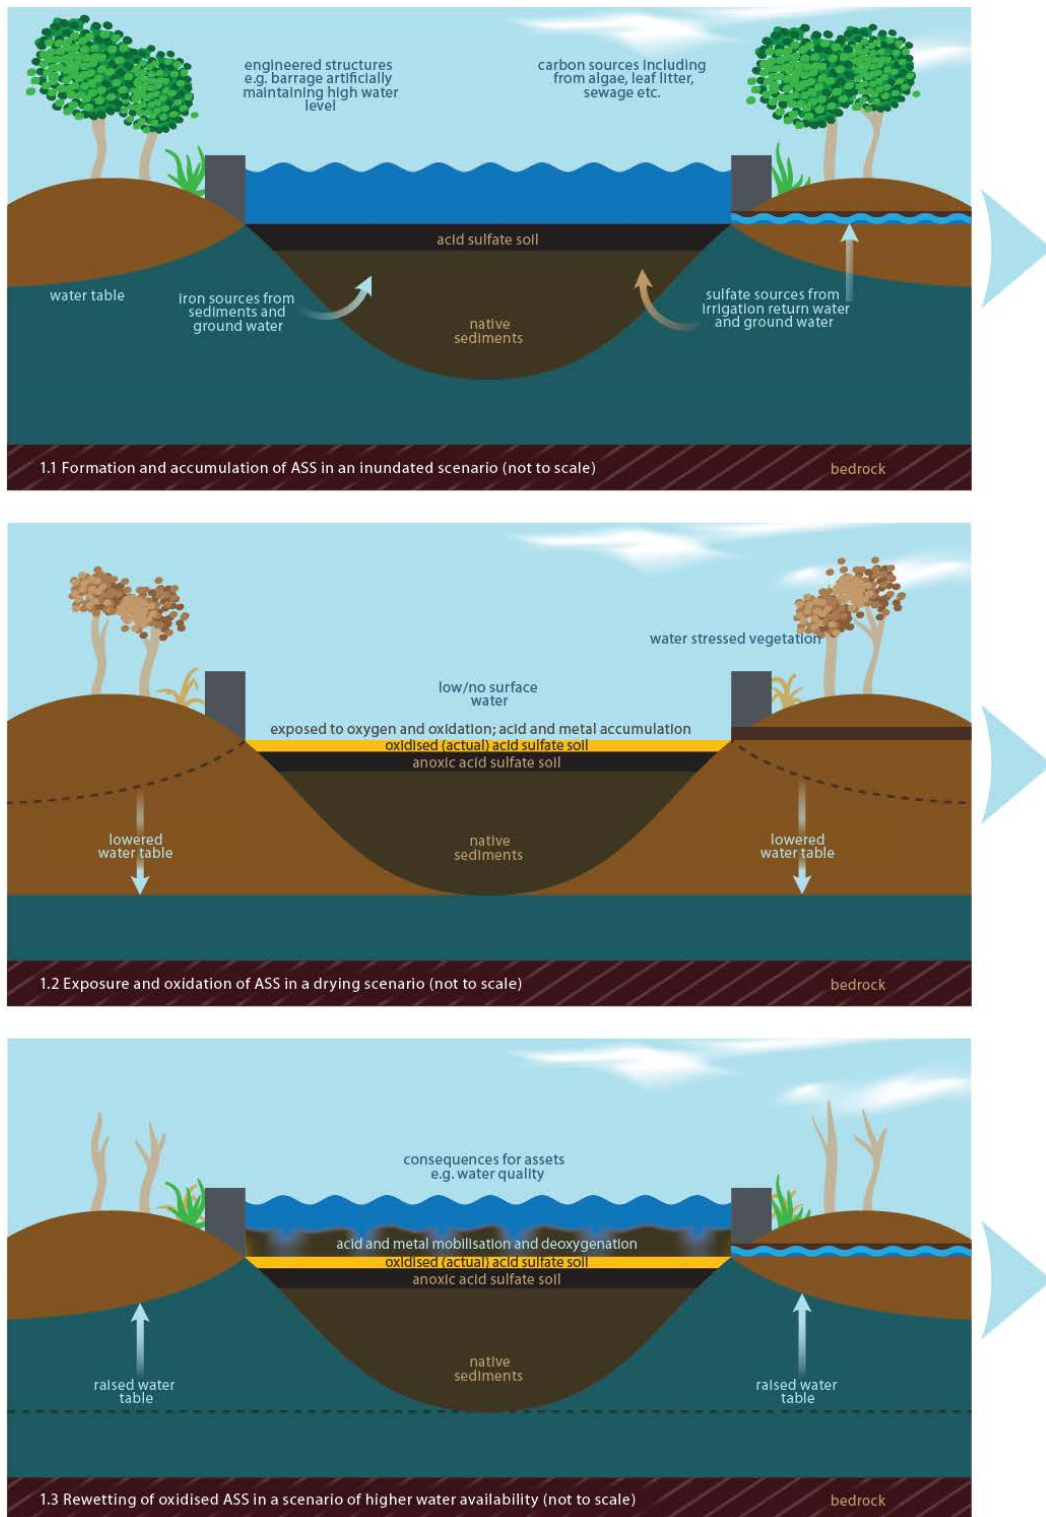 engineered structures
e.g. barrage artificially
maintaining high water
level
carbon sources including
from algae, leaf litter,
sewage etc.
acid sulfate soil
water table
iron sources from
sediments and
ground water
sulfate sources from
irrigation return water
and ground water
native
sediments
1.1 Formation and accumulation of ASS in an inundated scenario (not to scale)
bedrock
water stressed vegetation
low/no surface
water
exposed to oxygen and oxidation; acid and metal accumulation
oxidised (actual) acid sulfate soil
anoxic acid sulfate soil
lowered
water table
native
sediments
lowered
water table
1.2 Exposure and oxidation of ASS in a drying scenario (not to scale)
bedrock
consequences for assets
e.g. water quality
acid and metal mobilisation and deoxygenation
oxidised (actual) acid sulfate soil
anoxic acid sulfate soil
native
sediments
raised water
table
raised water
table
1.3 Rewetting of oxidised ASS in a scenario of higher water availability (not to scale)
bedrock